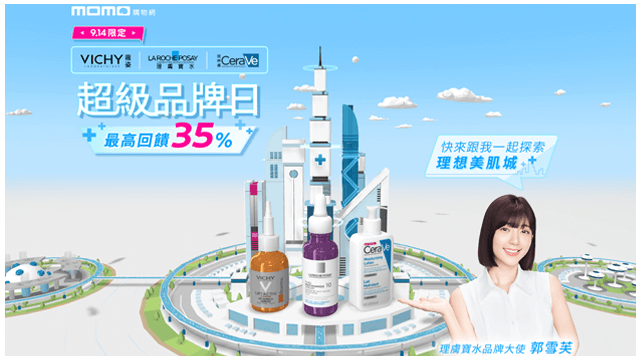 momo購物網
9.14限定
VICHY 薇姿
LA ROCHE POSAY 理膚寶水
CeraVe
超級品牌日
最高回饋35%
快來跟我一起探索
理想美肌城
VICHY
CeraVe
理膚寶水品牌大使 郭雪芙